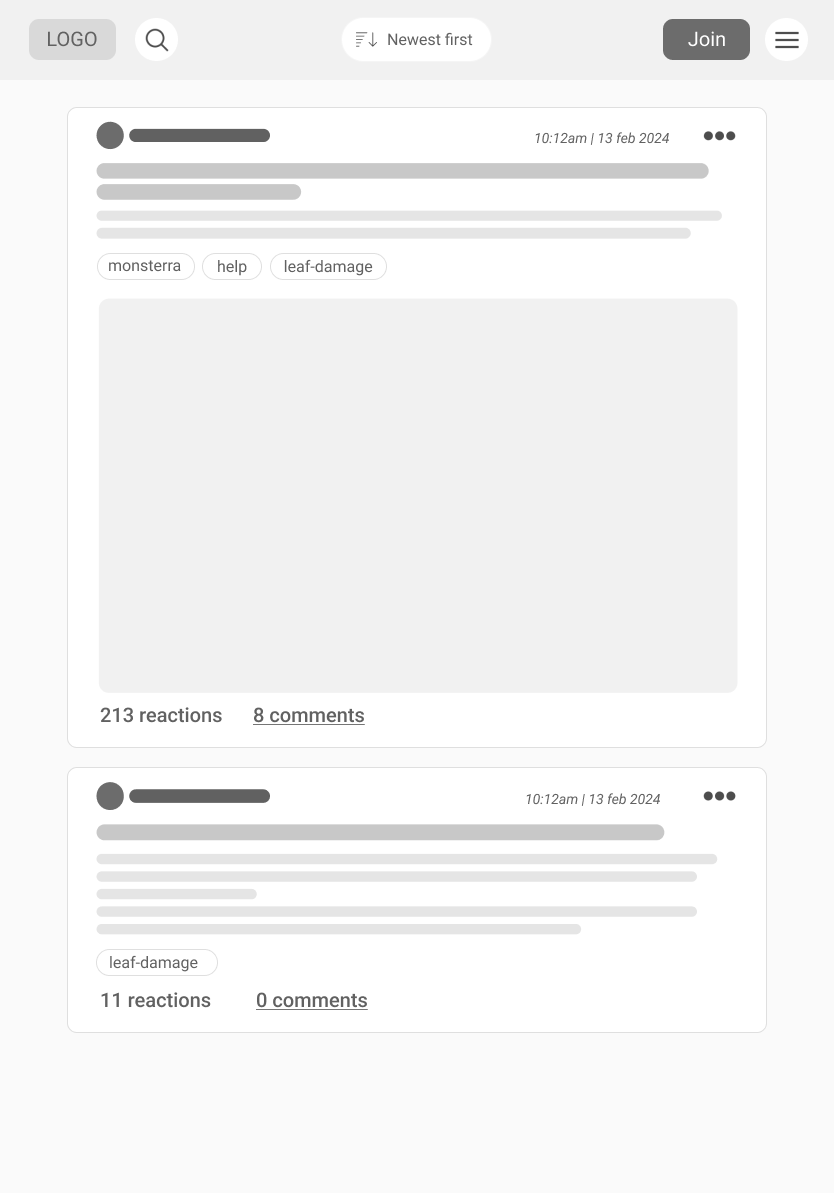 LOGO
Newest first
Join
10:12am | 13 feb 2024
monsterra
help
leaf-damage
213 reactions
8 comments
10:12am | 13 feb 2024
leaf-damage
11 reactions
0 comments